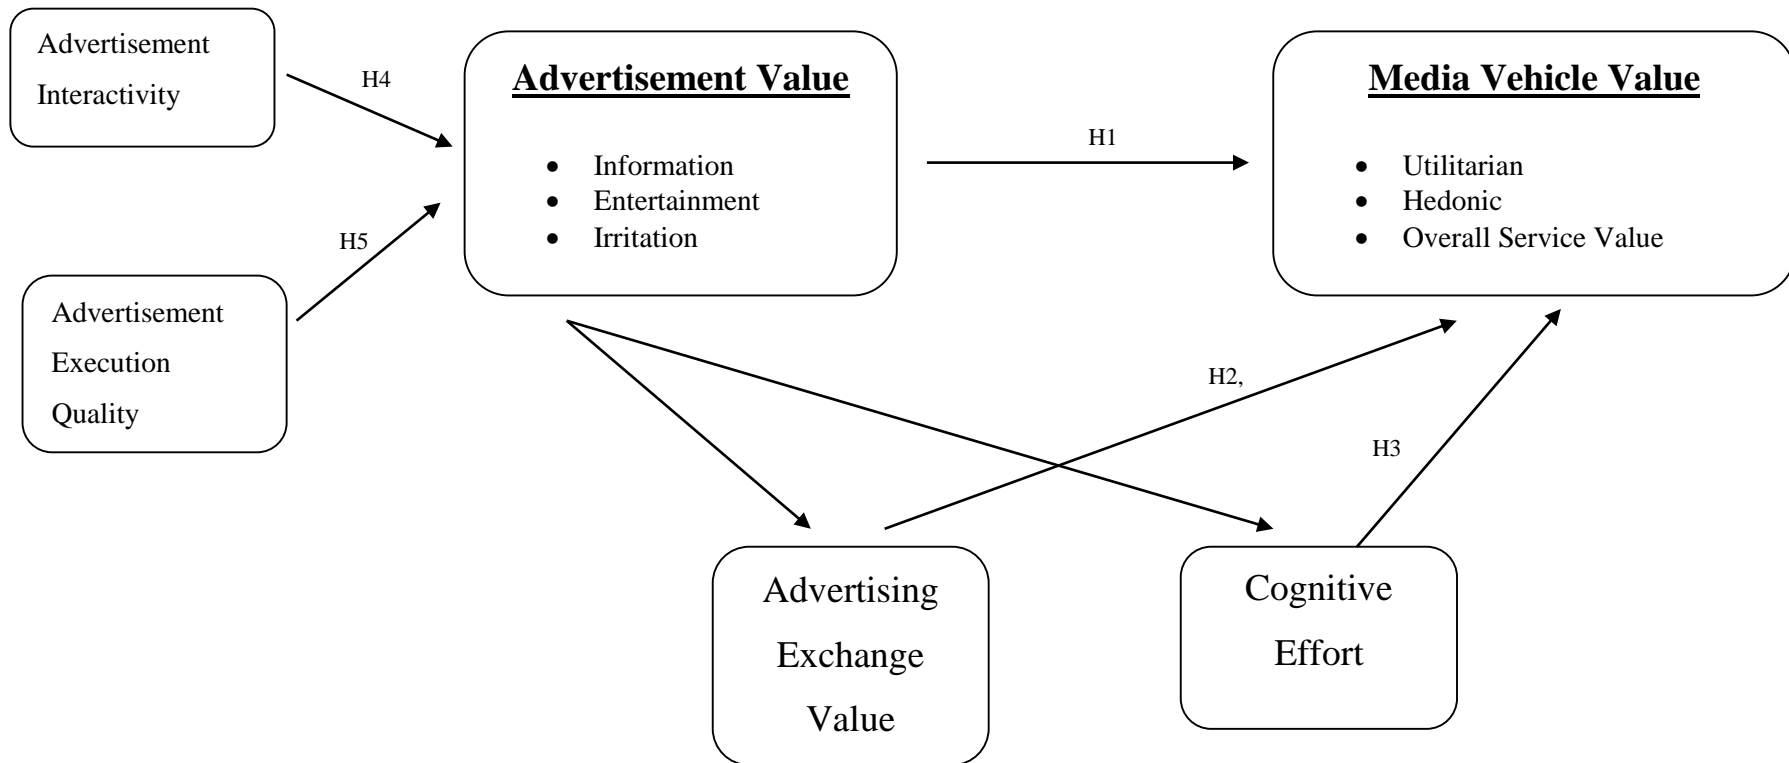 Advertisement
Interactivity
H4
Advertisement Value
• Information
• Entertainment
• Irritation
H1
Media Vehicle Value
• Utilitarian
• Hedonic
• Overall Service Value
H5
Advertisement
Execution
Quality
H2,
H3
Advertising
Exchange
Value
Cognitive
Effort